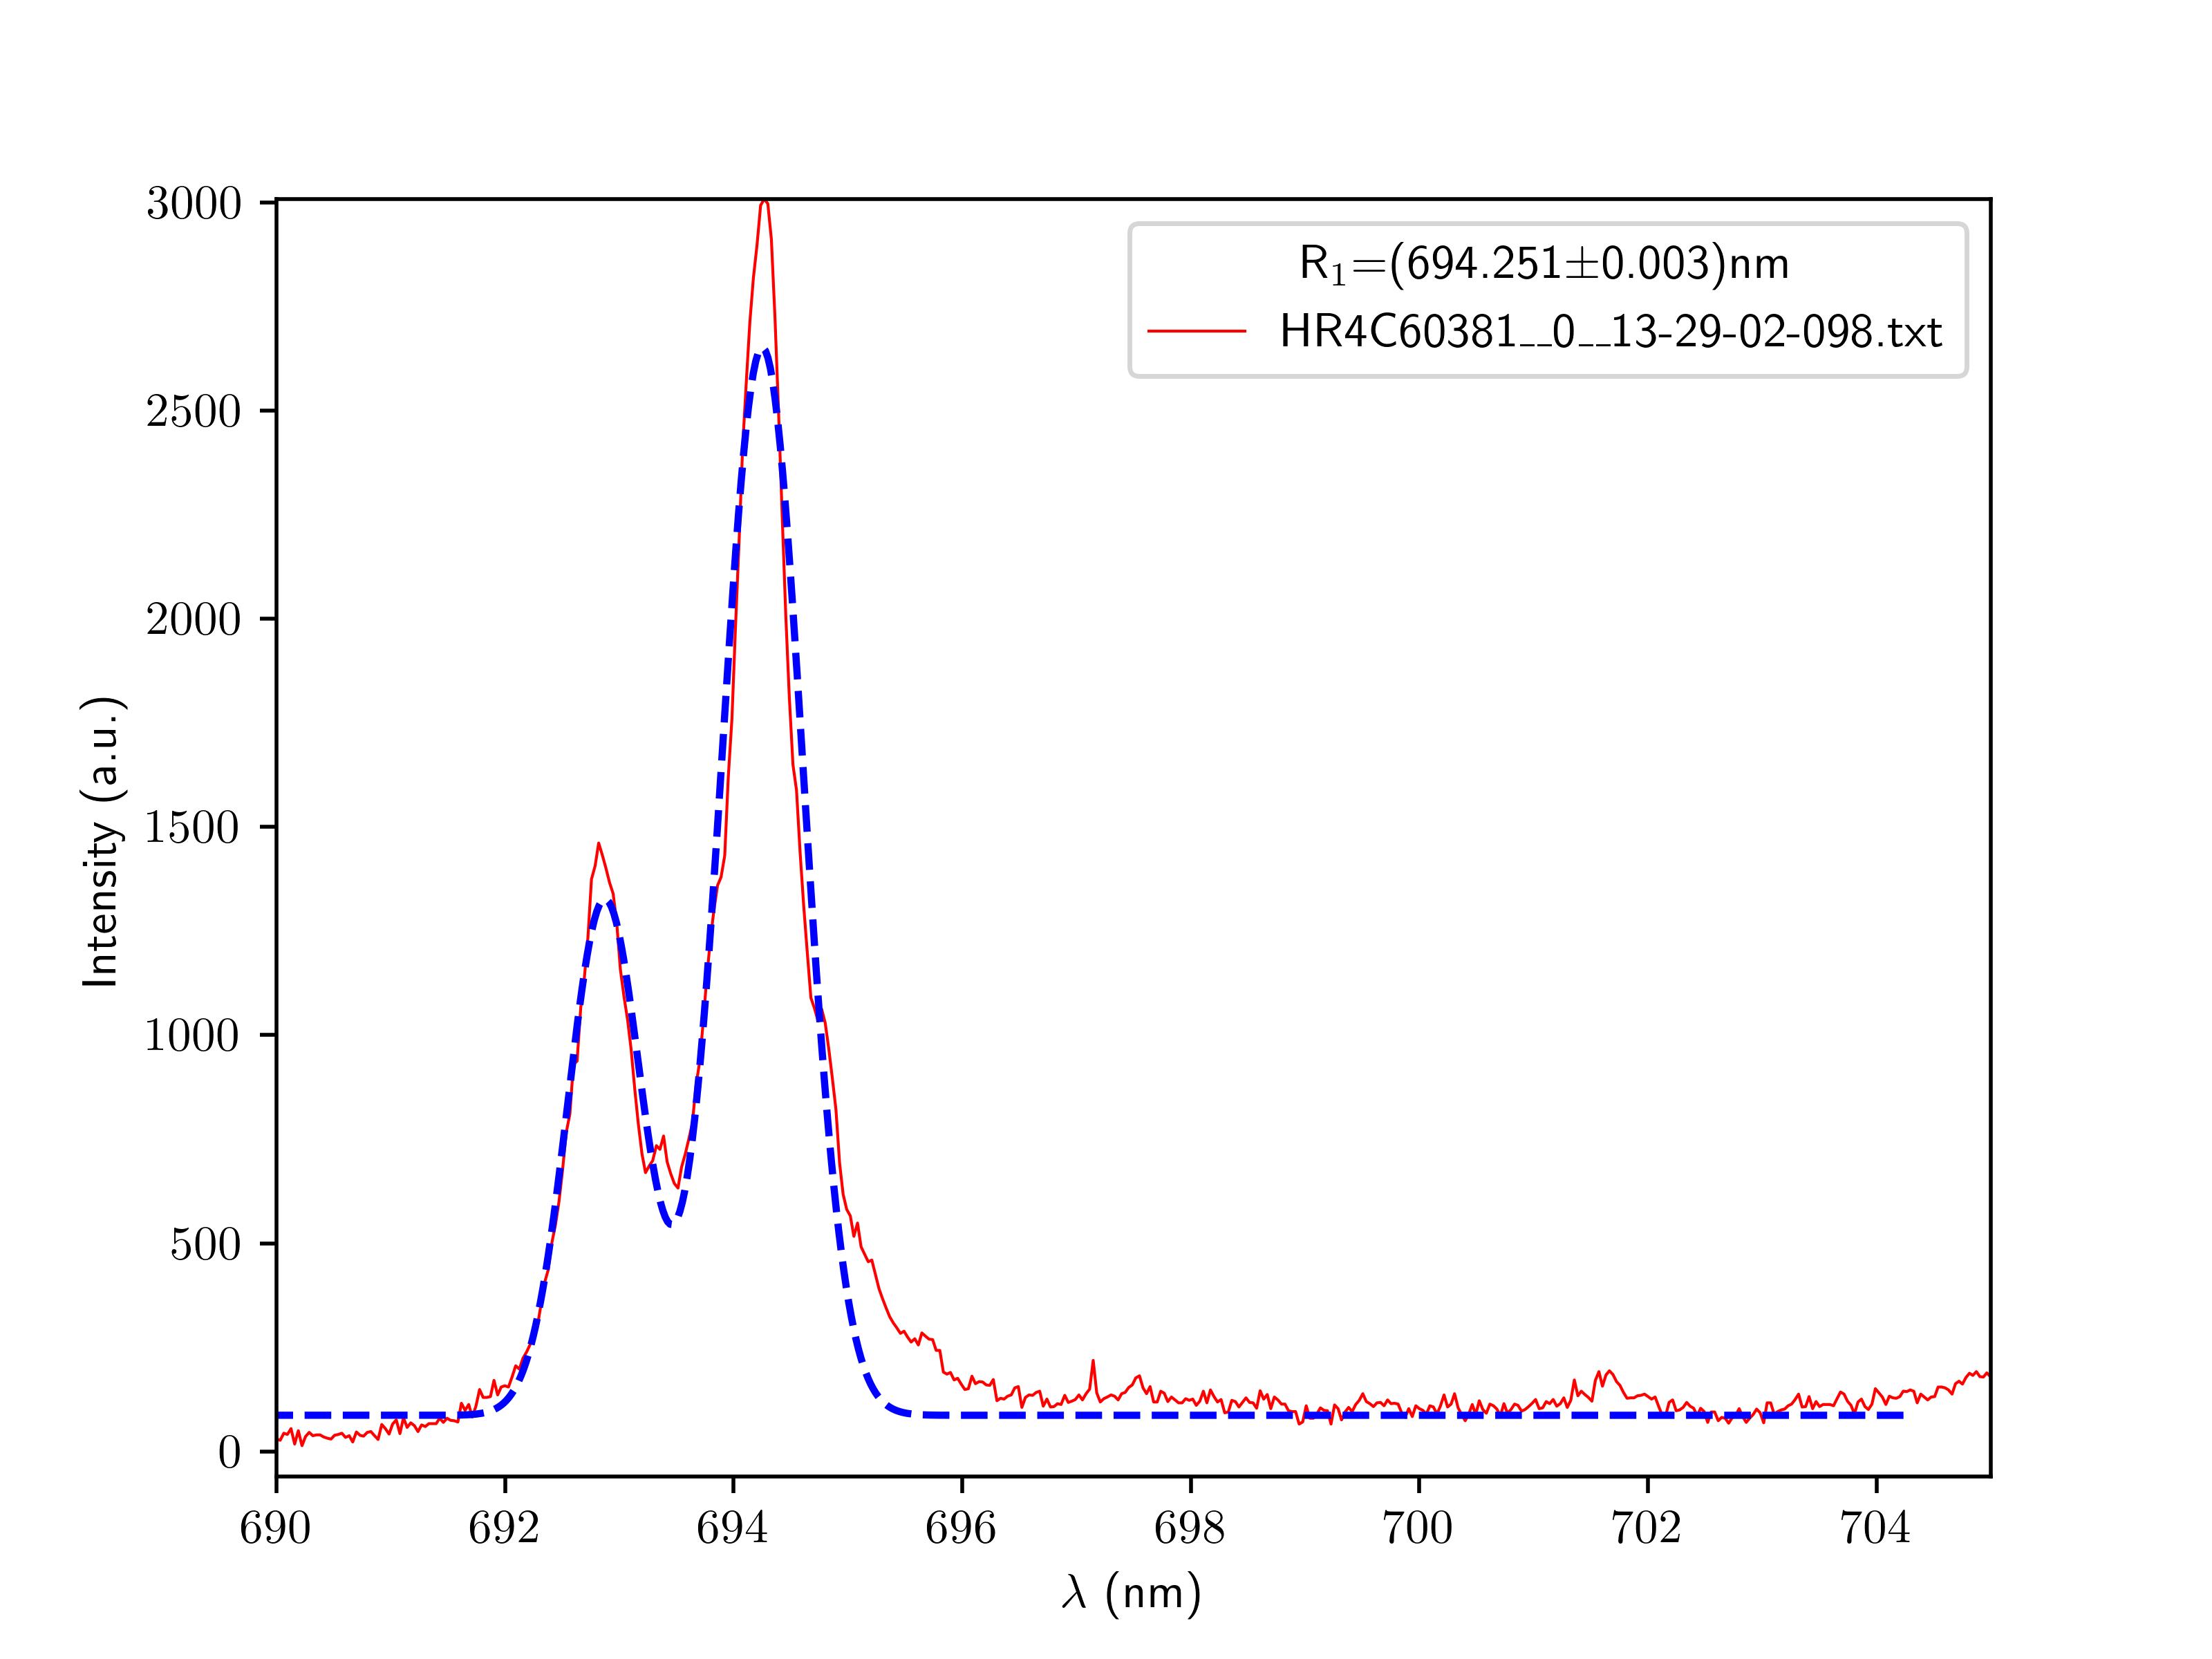 3000
2500
2000
1500
1000
500
0
Intensity (a.u.)
R₁=(694.251±0.003)nm
HR4C60381__0__13-29-02-098.txt
690 692 694 696 698 700 702 704
λ (nm)